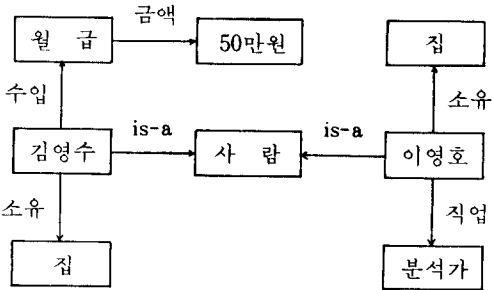 금액
월 급
50만원
집
수입
소유
is-a
is-a
김영수
사 람
이영호
소유
직업
집
분석가